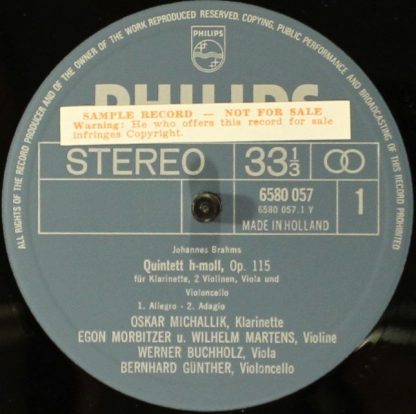 ALL RIGHTS OF THE RECORD PRODUCER AND OF THE OWNER OF THE WORK REPRODUCED RESERVED. COPYING, PUBLIC PERFORMANCE AND BROADCASTING OF THIS RECORD PROHIBITED
PHILIPS
PHILIPS
SAMPLE RECORD — NOT FOR SALE
Warning: He who offers this record for sale
infringes Copyright.
STEREO 33 1/3
6580 057
6580 057.1 Y
MADE IN HOLLAND
1
Johannes Brahms
Quintett h-moll, Op. 115
für Klarinette, 2 Violinen, Viola und
Violoncello
1. Allegro - 2. Adagio
OSKAR MICHALLIK, Klarinette
EGON MORBITZER u. WILHELM MARTENS, Violine
WERNER BUCHHOLZ, Viola
BERNHARD GÜNTHER, Violoncello